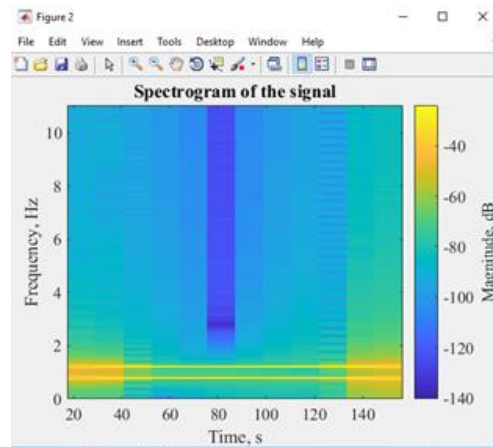 Figure 2
File Edit View Insert Tools Desktop Window Help
Spectrogram of the signal
10
8
6
4
2
0
Frequency, Hz
20 40 60 80 100 120 140
Time, s
-40
-60
-80
-100
-120
-140
Magnitude, dB